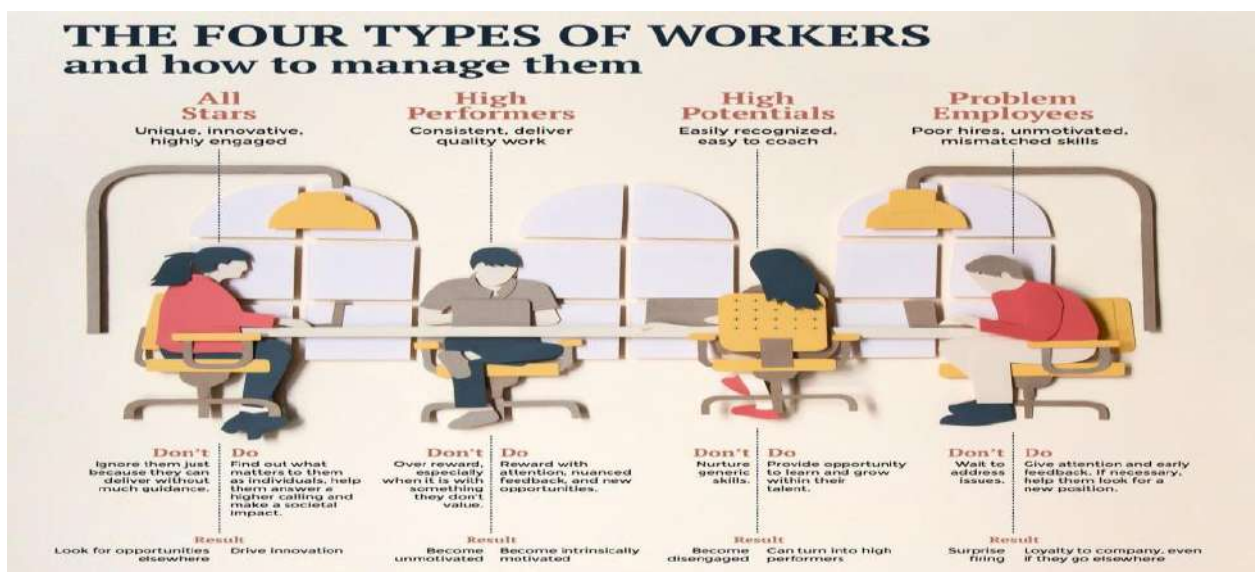 THE FOUR TYPES OF WORKERS
and how to manage them
All
Stars
Unique, innovative,
highly engaged
High
Performers
Consistent, deliver
quality work
High
Potentials
Easily recognized,
easy to coach
Problem
Employees
Poor hires, unmotivated,
mismatched skills
Don't
Ignore them just
because they can
deliver without
much guidance.
Do
Find out what
matters to them
as individuals, help
them answer a
higher calling and
make a societal
impact.
Result
Look for opportunities
elsewhere
Drive innovation
Don't
Over reward,
especially
when it is with
something
they don't
value.
Do
Reward with
attention, nuanced
feedback, and new
opportunities.
Result
Become
unmotivated
Become intrinsically
motivated
Don't
Nurture
generic
skills.
Do
Provide opportunity
to learn and grow
within their
talent.
Result
Become
disengaged
Can turn into high
performers
Don't
Wait to
address
issues.
Do
Give attention and early
feedback. If necessary,
help them look for a
new position.
Result
Surprise
firing
Loyalty to company, even
if they go elsewhere